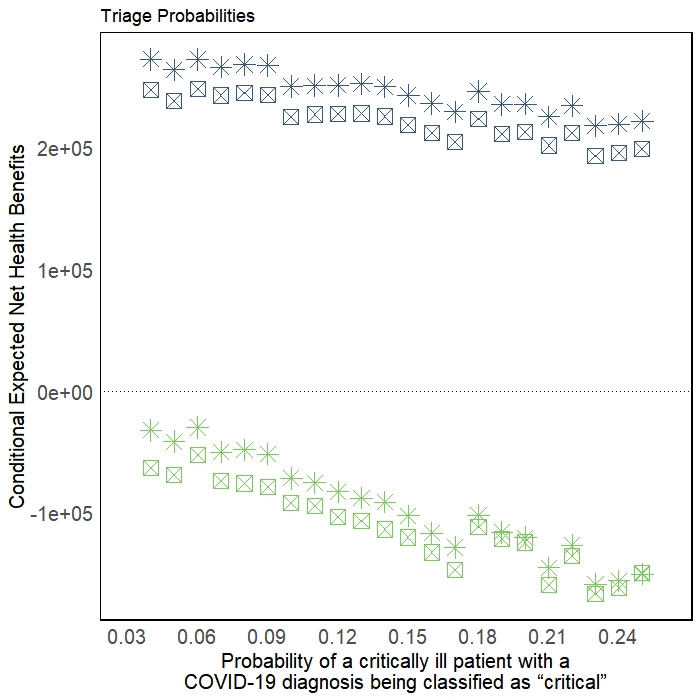 Triage Probabilities
Conditional Expected Net Health Benefits
2e+05
1e+05
0e+00
-1e+05
0.03 0.06 0.09 0.12 0.15 0.18 0.21 0.24
Probability of a critically ill patient with a
COVID-19 diagnosis being classified as “critical”